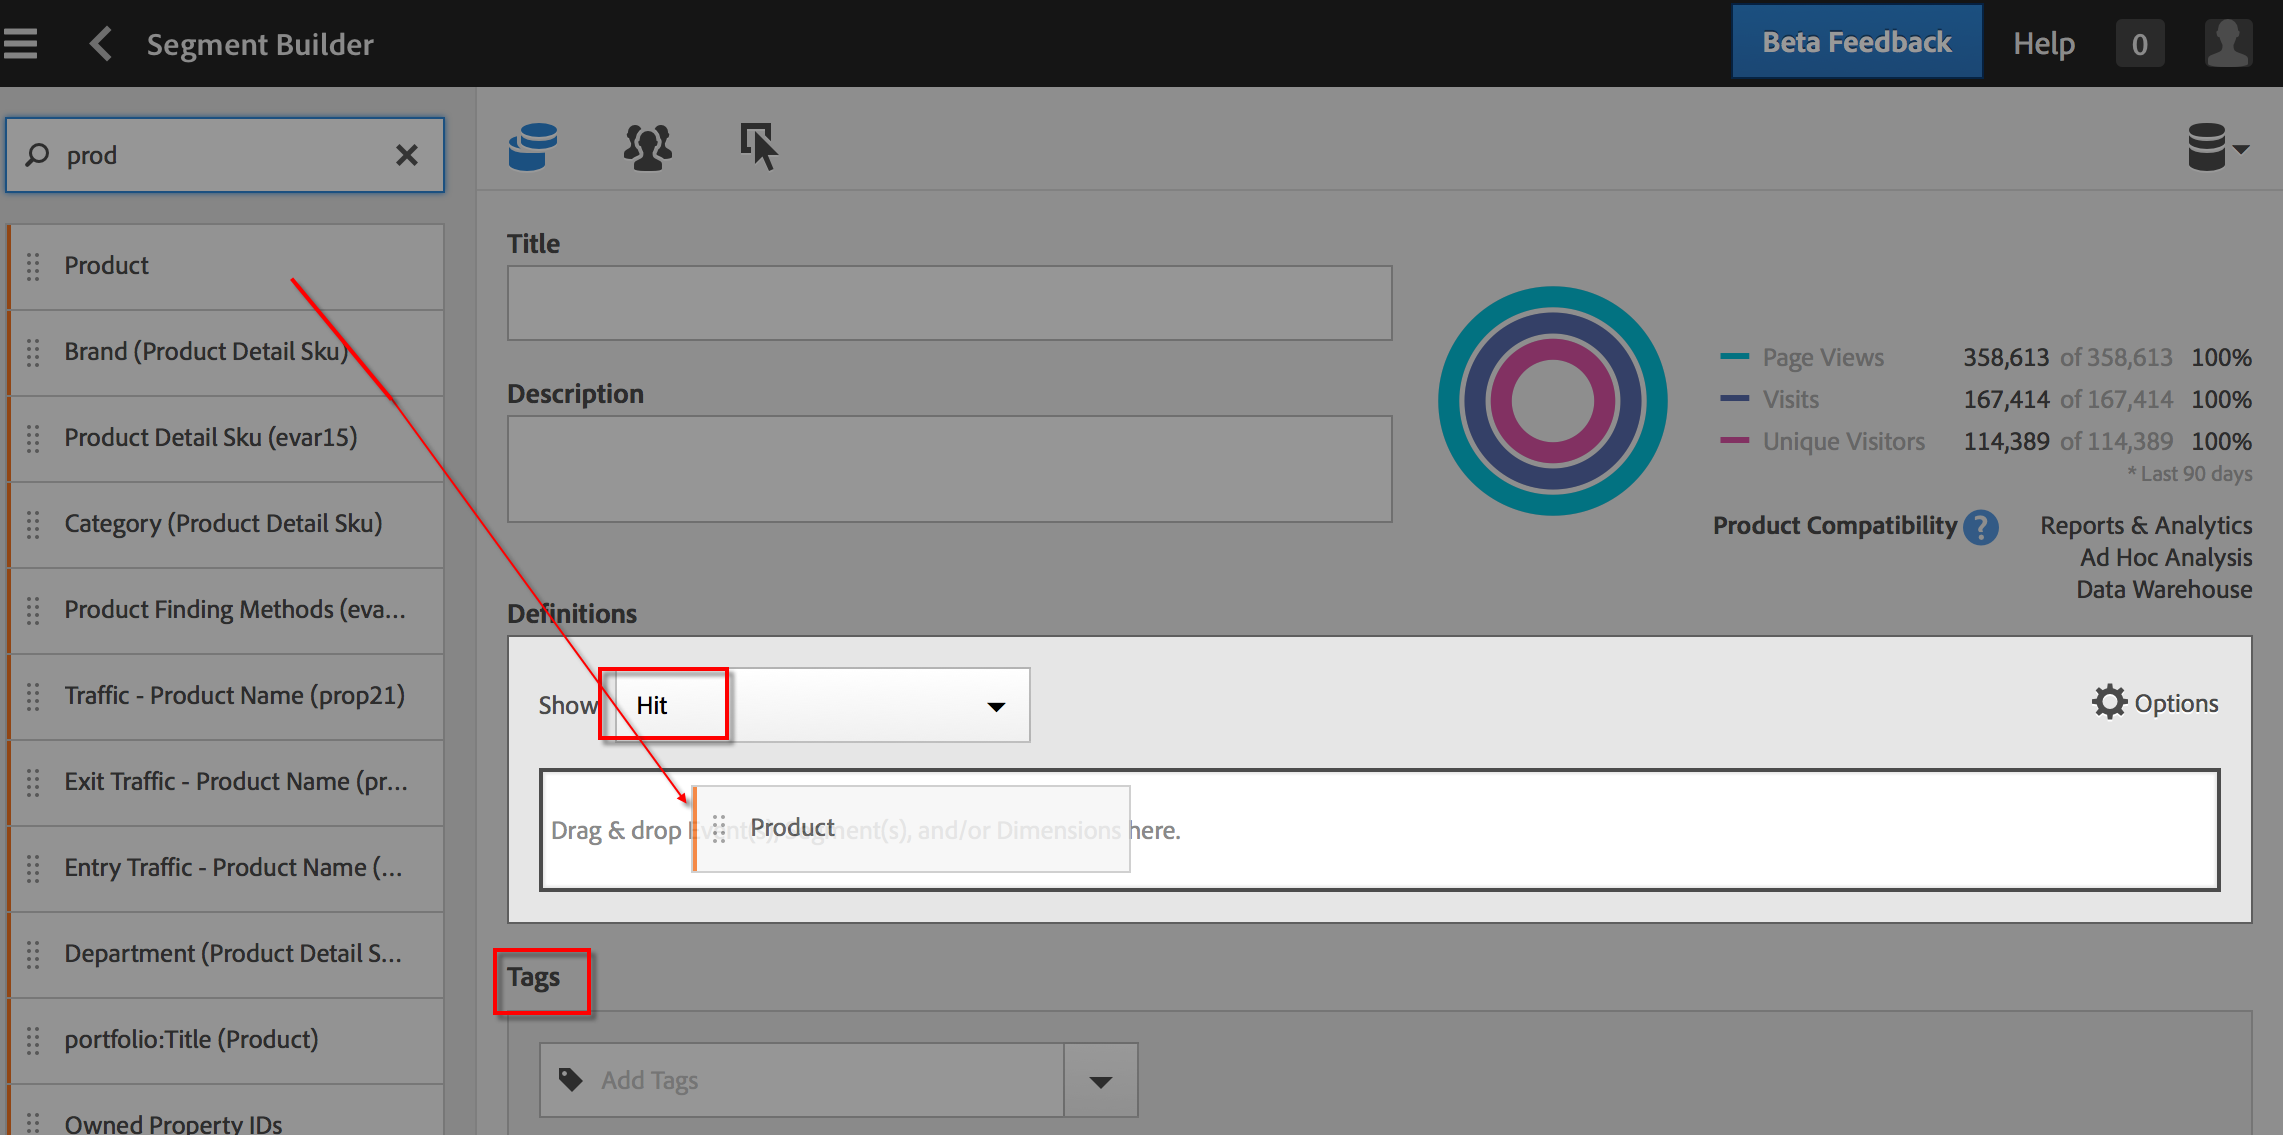 Segment Builder
Beta Feedback
Help
0
prod
Product
Brand (Product Detail Sku)
Product Detail Sku (evar15)
Category (Product Detail Sku)
Product Finding Methods (eva...
Traffic - Product Name (prop21)
Exit Traffic - Product Name (pr...
Entry Traffic - Product Name (...
Department (Product Detail S...
portfolio:Title (Product)
Owned Property IDs
Title
Description
Page Views 358,613 of 358,613 100%
Visits 167,414 of 167,414 100%
Unique Visitors 114,389 of 114,389 100%
* Last 90 days
Product Compatibility ? Reports & Analytics
Ad Hoc Analysis
Data Warehouse
Definitions
Show Hit
Options
Drag & drop Event(s), Segment(s), and/or Dimensions here.
Product
Tags
Add Tags